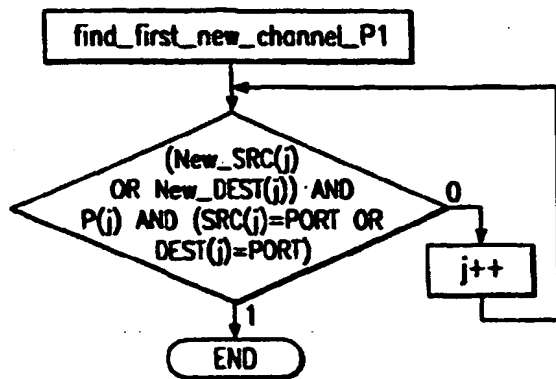 find_first_new_channel_P1
(New_SRC(j)
OR New_DEST(j)) AND
P(j) AND (SRC(j)=PORT OR
DEST(j)=PORT)
0
j++
1
END